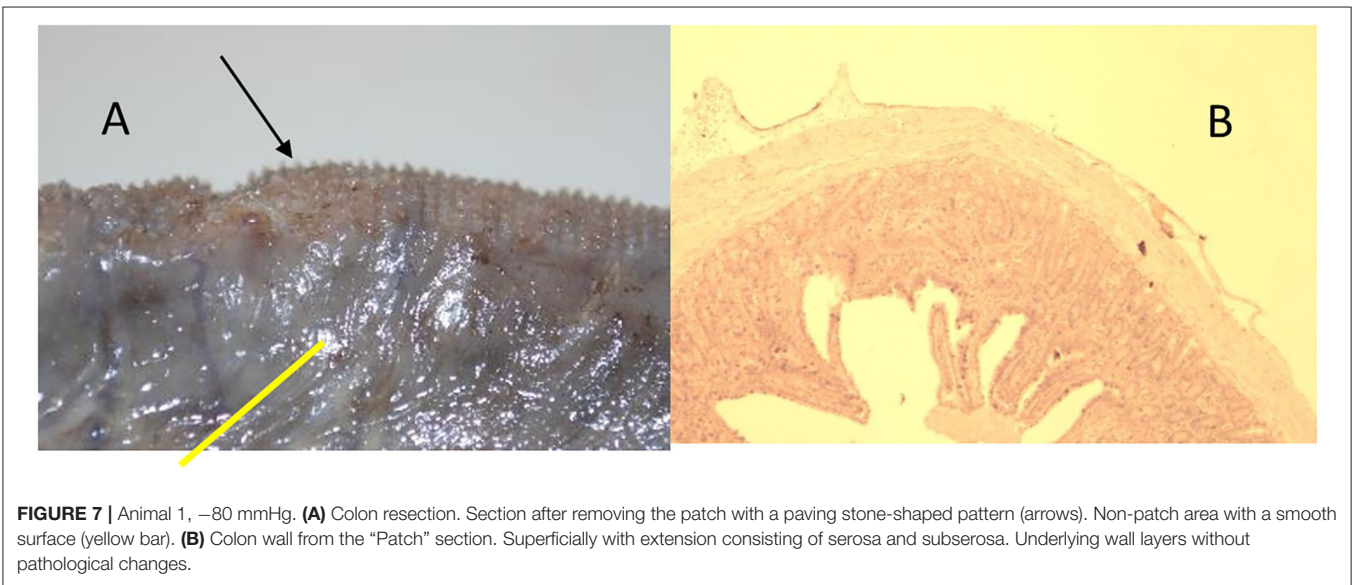 A
B
FIGURE 7 | Animal 1, −80 mmHg. (A) Colon resection. Section after removing the patch with a paving stone-shaped pattern (arrows). Non-patch area with a smooth
surface (yellow bar). (B) Colon wall from the “Patch” section. Superficially with extension consisting of serosa and subserosa. Underlying wall layers without
pathological changes.